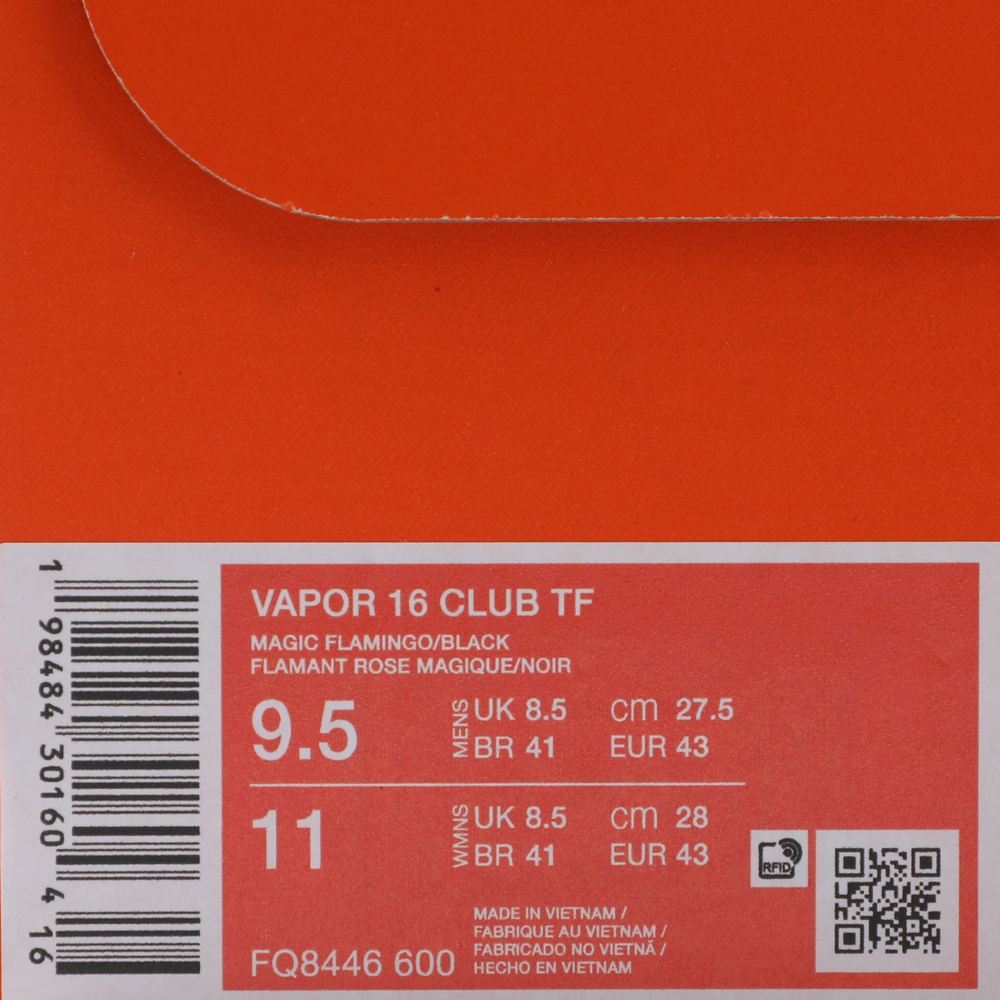 1 98484 30160 4 16
VAPOR 16 CLUB TF
MAGIC FLAMINGO/BLACK
FLAMANT ROSE MAGIQUE/NOIR
9.5 MENS UK 8.5 cm 27.5
BR 41 EUR 43
11 WMNS UK 8.5 cm 28
BR 41 EUR 43
RFID
MADE IN VIETNAM /
FABRIQUE AU VIETNAM /
FABRICADO NO VIETNÃ /
FQ8446 600 HECHO EN VIETNAM